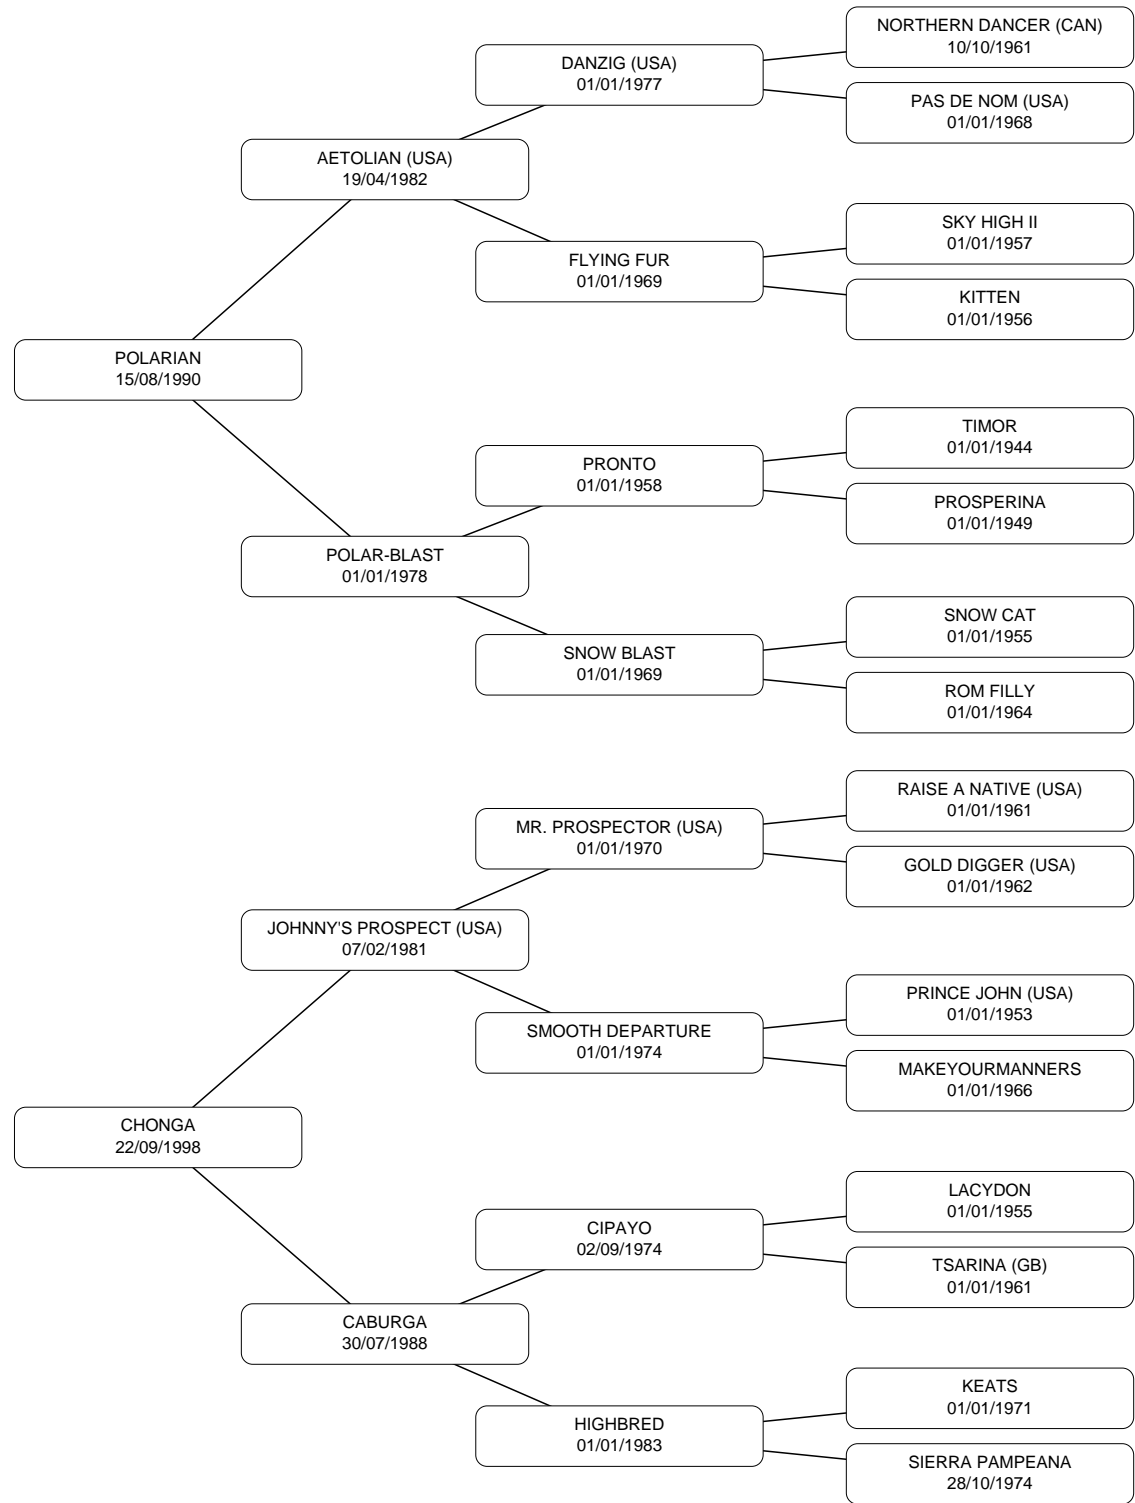 NORTHERN DANCER (CAN)
10/10/1961
DANZIG (USA)
01/01/1977
PAS DE NOM (USA)
01/01/1968
AETOLIAN (USA)
19/04/1982
SKY HIGH II
01/01/1957
FLYING FUR
01/01/1969
KITTEN
01/01/1956
POLARIAN
15/08/1990
TIMOR
01/01/1944
PRONTO
01/01/1958
PROSPERINA
01/01/1949
POLAR-BLAST
01/01/1978
SNOW CAT
01/01/1955
SNOW BLAST
01/01/1969
ROM FILLY
01/01/1964
RAISE A NATIVE (USA)
01/01/1961
MR. PROSPECTOR (USA)
01/01/1970
GOLD DIGGER (USA)
01/01/1962
JOHNNY'S PROSPECT (USA)
07/02/1981
PRINCE JOHN (USA)
01/01/1953
SMOOTH DEPARTURE
01/01/1974
MAKEYOURMANNERS
01/01/1966
CHONGA
22/09/1998
LACYDON
01/01/1955
CIPAYO
02/09/1974
TSARINA (GB)
01/01/1961
CABURGA
30/07/1988
KEATS
01/01/1971
HIGHBRED
01/01/1983
SIERRA PAMPEANA
28/10/1974